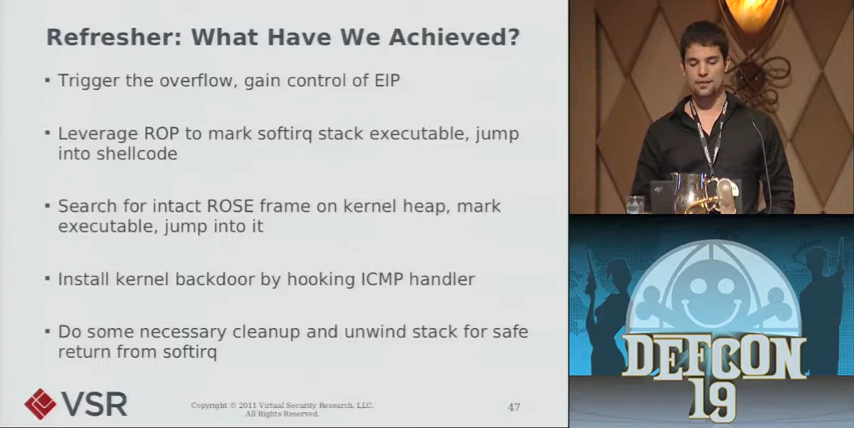 Refresher: What Have We Achieved?
▪ Trigger the overflow, gain control of EIP
▪ Leverage ROP to mark softirq stack executable, jump
into shellcode
▪ Search for intact ROSE frame on kernel heap, mark
executable, jump into it
▪ Install kernel backdoor by hooking ICMP handler
▪ Do some necessary cleanup and unwind stack for safe
return from softirq
VSR
Copyright © 2011 Virtual Security Research, LLC.
All Rights Reserved.
47
DEFCON
19